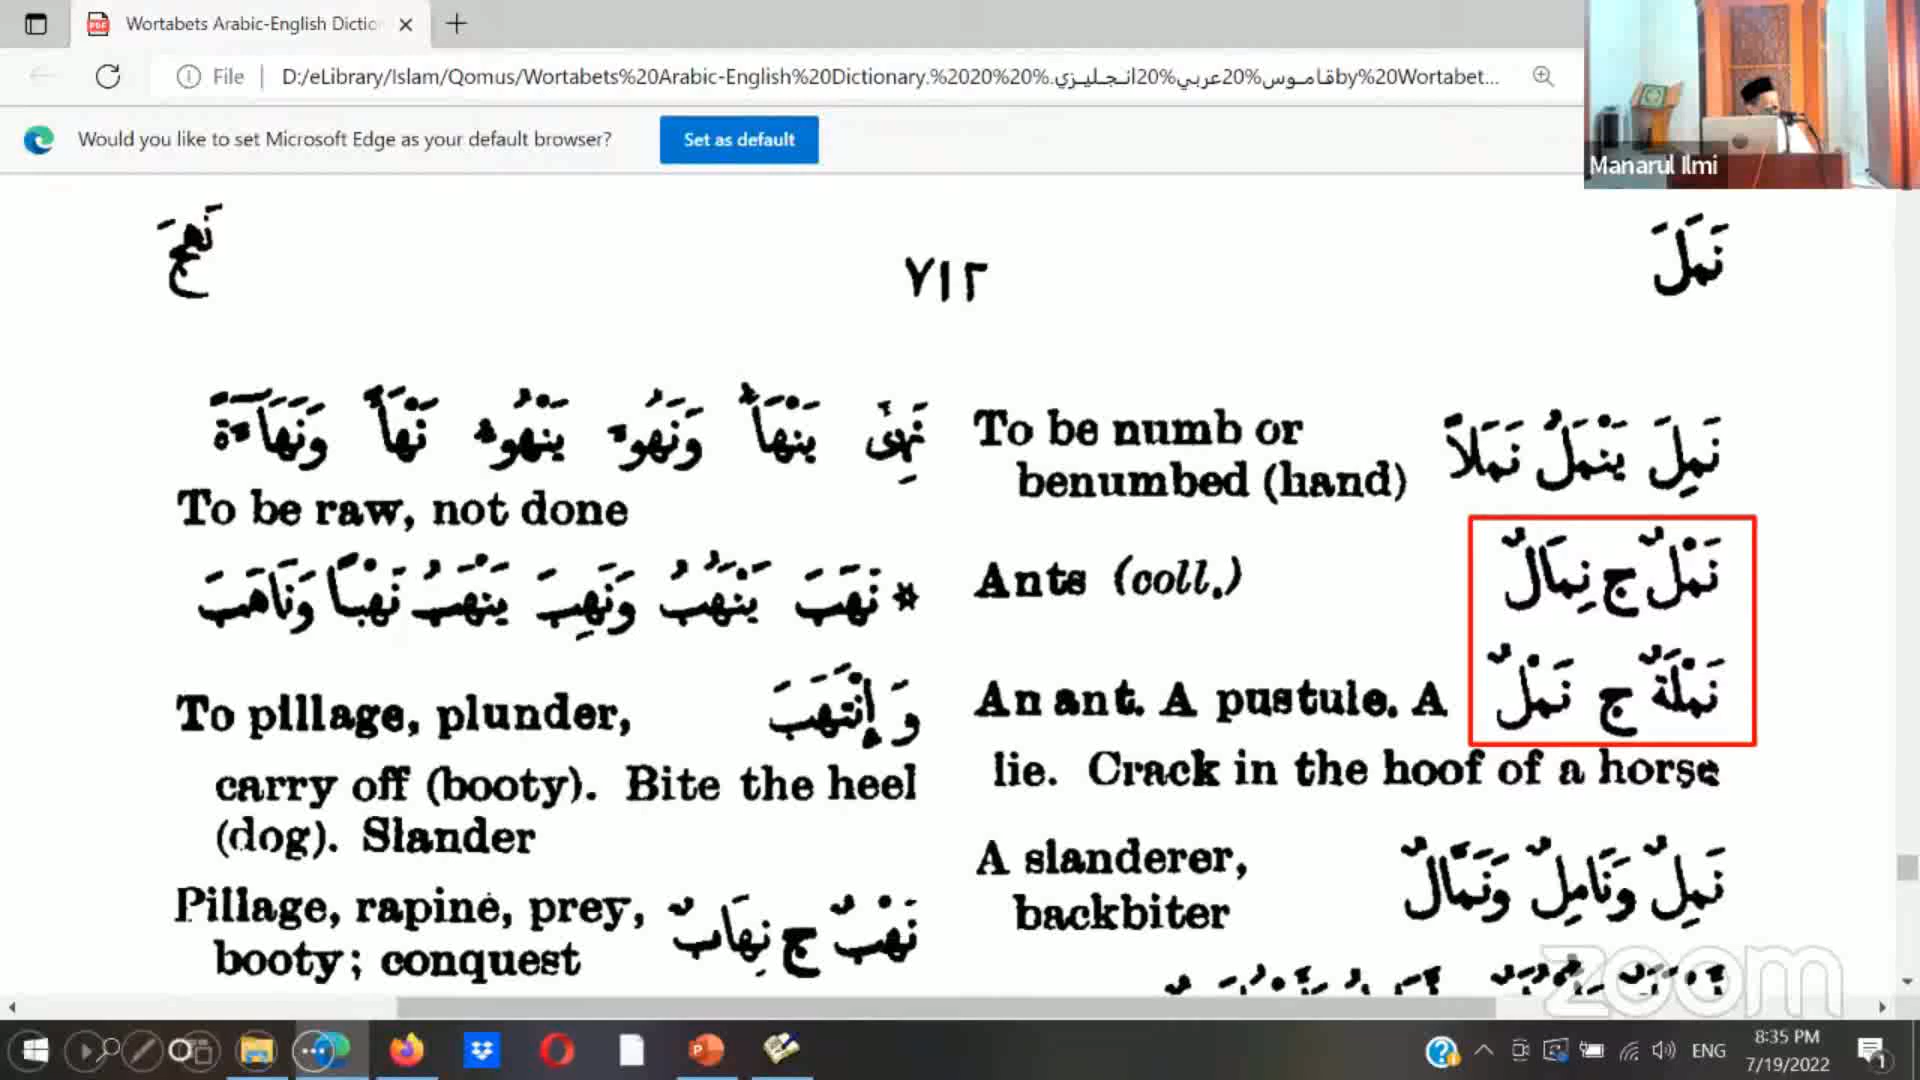 Wortabets Arabic-English Dictio
File
D:/eLibrary/Islam/Qomus/Wortabets%20Arabic-English%20Dictionary.%2020%20%.قاموس%20عربي%20انجليزيby%20Wortabet...
Would you like to set Microsoft Edge as your default browser?
Set as default
Manarul Ilmi
نَمَلَ
٧١٢
نَهَجَ
نَمِلَ يَنْمَلُ نَمَلاً
To be numb or
benumbed (hand)
نَمْلٌ ج نِمَالٌ
Ants (coll.)
نَمْلَةٌ ج نَمْلٌ
An ant. A pustule. A
lie. Crack in the hoof of a horse
نَمِلٌ وَنَامِلٌ وَنَمَّالٌ
A slanderer,
backbiter
نَهِئَ يَنْهَأُ وَنَهُوءَ يَنْهُوءُ نَهْأً وَنَهَاءَةً
To be raw, not done
* نَهَبَ يَنْهَبُ وَنَهِبَ يَنْهَبُ نَهْباً وَنَاهَبَ
وَإِنْتَهَبَ
To pillage, plunder,
carry off (booty). Bite the heel
(dog). Slander
نَهْبٌ ج نِهَابٌ
Pillage, rapine, prey,
booty; conquest
zoom
ENG
8:35 PM
7/19/2022
1